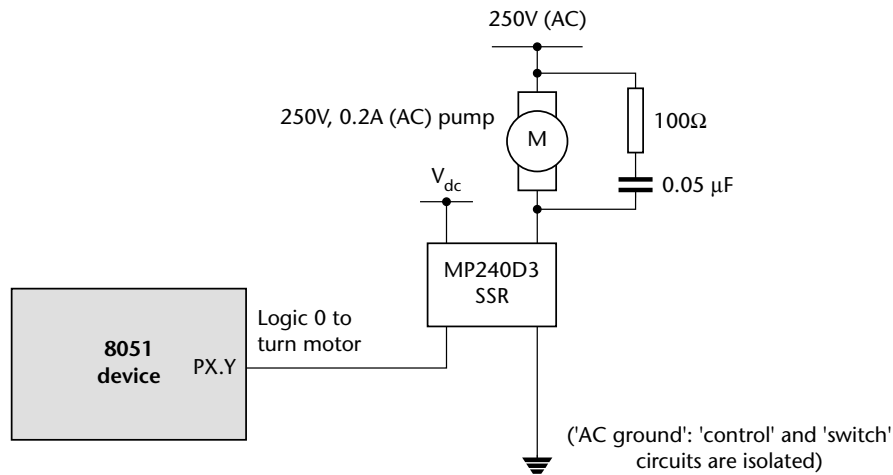 250V (AC)
250V, 0.2A (AC) pump
M
100Ω
0.05 μF
Vdc
MP240D3
SSR
8051
device
PX.Y
Logic 0 to
turn motor
('AC ground': 'control' and 'switch'
circuits are isolated)